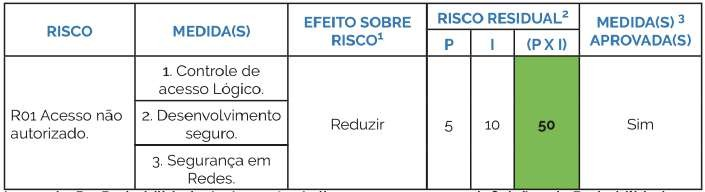 RISCO
MEDIDA(S)
EFEITO SOBRE
RISCO¹
RISCO RESIDUAL²
P
I
(P X I)
MEDIDA(S) ³
APROVADA(S)
R01 Acesso não
autorizado.
1. Controle de
acesso Lógico.
2. Desenvolvimento
seguro.
3. Segurança em
Redes.
Reduzir
5
10
50
Sim